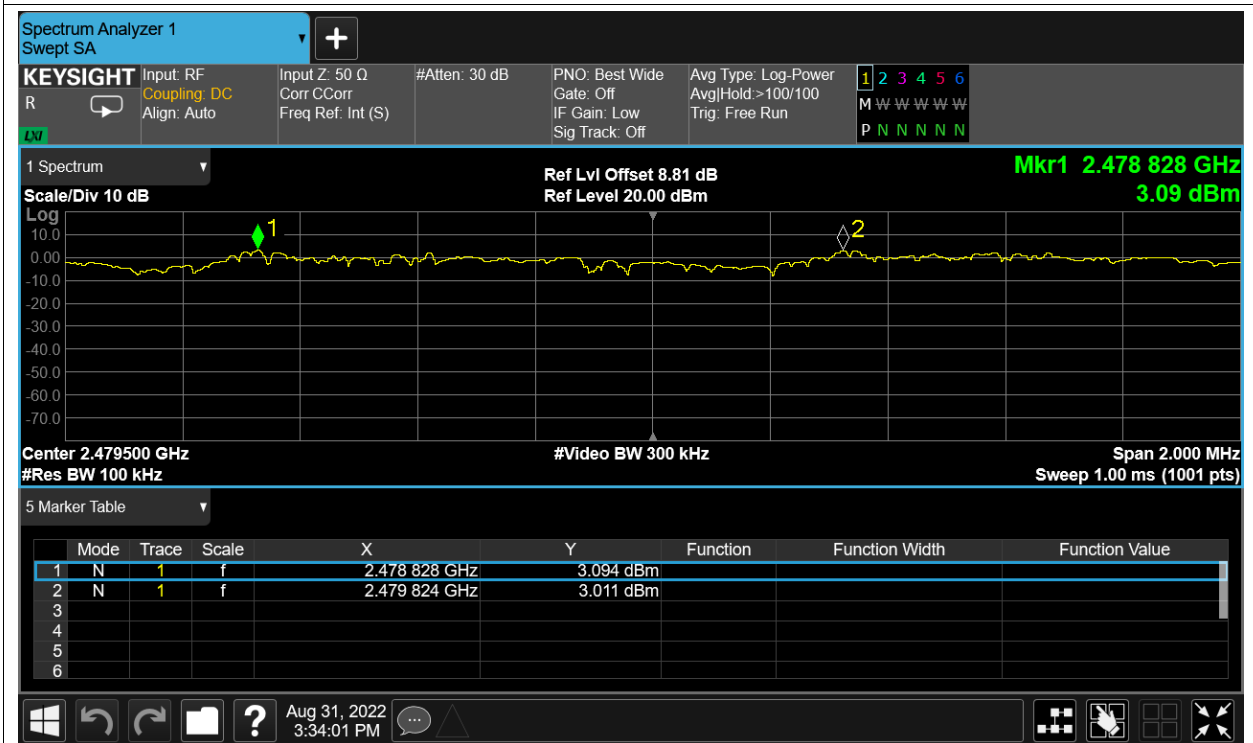 Spectrum Analyzer 1
Swept SA
KEYSIGHT Input: RF Input Z: 50 Ω #Atten: 30 dB PNO: Best Wide Avg Type: Log-Power 1 2 3 4 5 6
R Coupling: DC Corr CCorr Gate: Off Avg|Hold:>100/100 M W W W W W W
Align: Auto Freq Ref: Int (S) IF Gain: Low Trig: Free Run
LXI Sig Track: Off P N N N N N N
1 Spectrum Ref Lvl Offset 8.81 dB Mkr1 2.478 828 GHz
Scale/Div 10 dB Ref Level 20.00 dBm 3.09 dBm
Log
1 2
10.0
0.00
-10.0
-20.0
-30.0
-40.0
-50.0
-60.0
-70.0
Center 2.479500 GHz #Video BW 300 kHz Span 2.000 MHz
#Res BW 100 kHz Sweep 1.00 ms (1001 pts)
5 Marker Table
Mode Trace Scale X Y Function Function Width Function Value
1 N 1 f 2.478 828 GHz 3.094 dBm
2 N 1 f 2.479 824 GHz 3.011 dBm
3
4
5
6
? Aug 31, 2022
3:34:01 PM